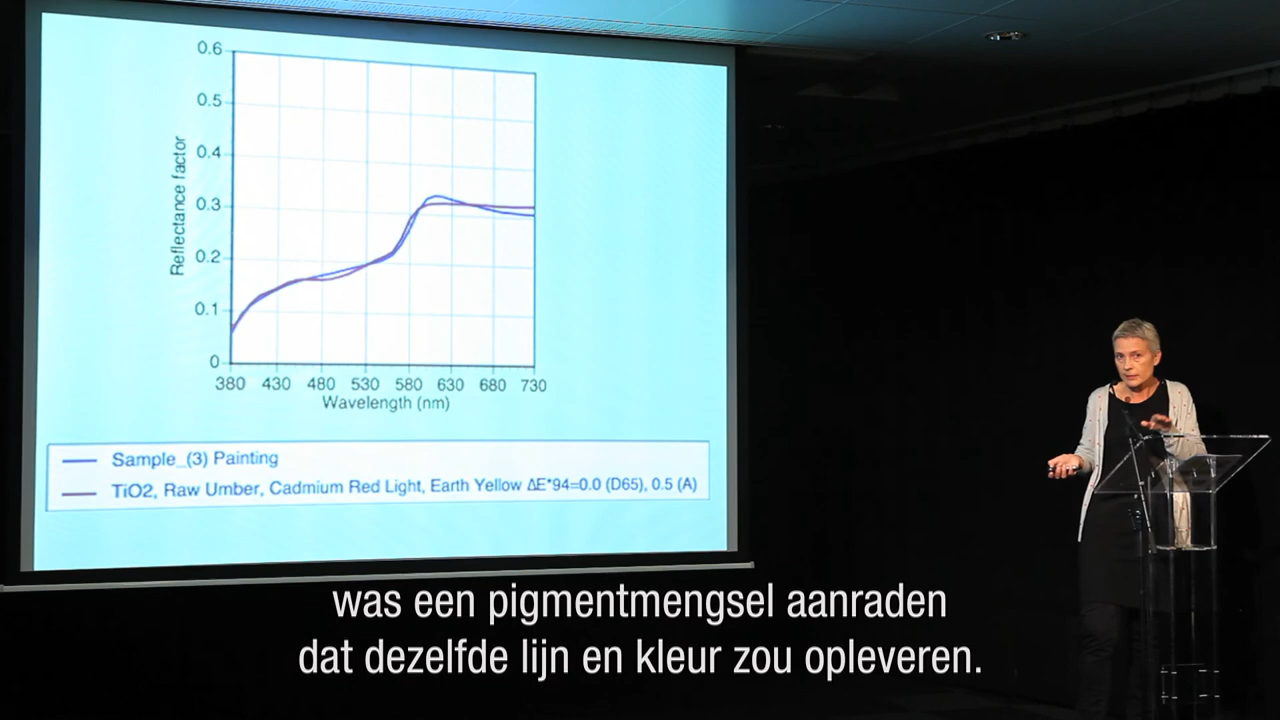 0.6
0.5
0.4
0.3
0.2
0.1
0
Reflectance factor
380 430 480 530 580 630 680 730
Wavelength (nm)
Sample_(3) Painting
TiO2, Raw Umber, Cadmium Red Light, Earth Yellow ΔE*94=0.0 (D65), 0.5 (A)
was een pigmentmengsel aanraden
dat dezelfde lijn en kleur zou opleveren.